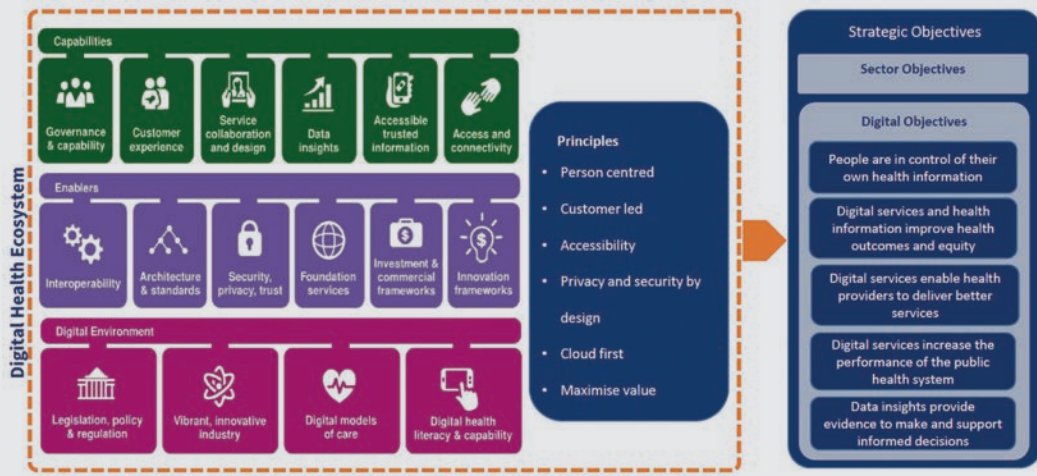 Digital Health Ecosystem
Capabilities
Governance
& capability
Customer
experience
Service
collaboration
and design
Data
insights
Accessible
trusted
information
Access and
connectivity
Enablers
Interoperability
Architecture
& standards
Security,
privacy, trust
Foundation
services
Investment &
commercial
frameworks
Innovation
frameworks
Digital Environment
Legislation, policy
& regulation
Vibrant, innovative
industry
Digital models
of care
Digital health
literacy & capability
Principles
• Person centred
• Customer led
• Accessibility
• Privacy and security by
design
• Cloud first
• Maximise value
Strategic Objectives
Sector Objectives
Digital Objectives
People are in control of their
own health information
Digital services and health
information improve health
outcomes and equity
Digital services enable health
providers to deliver better
services
Digital services increase the
performance of the public
health system
Data insights provide
evidence to make and support
informed decisions